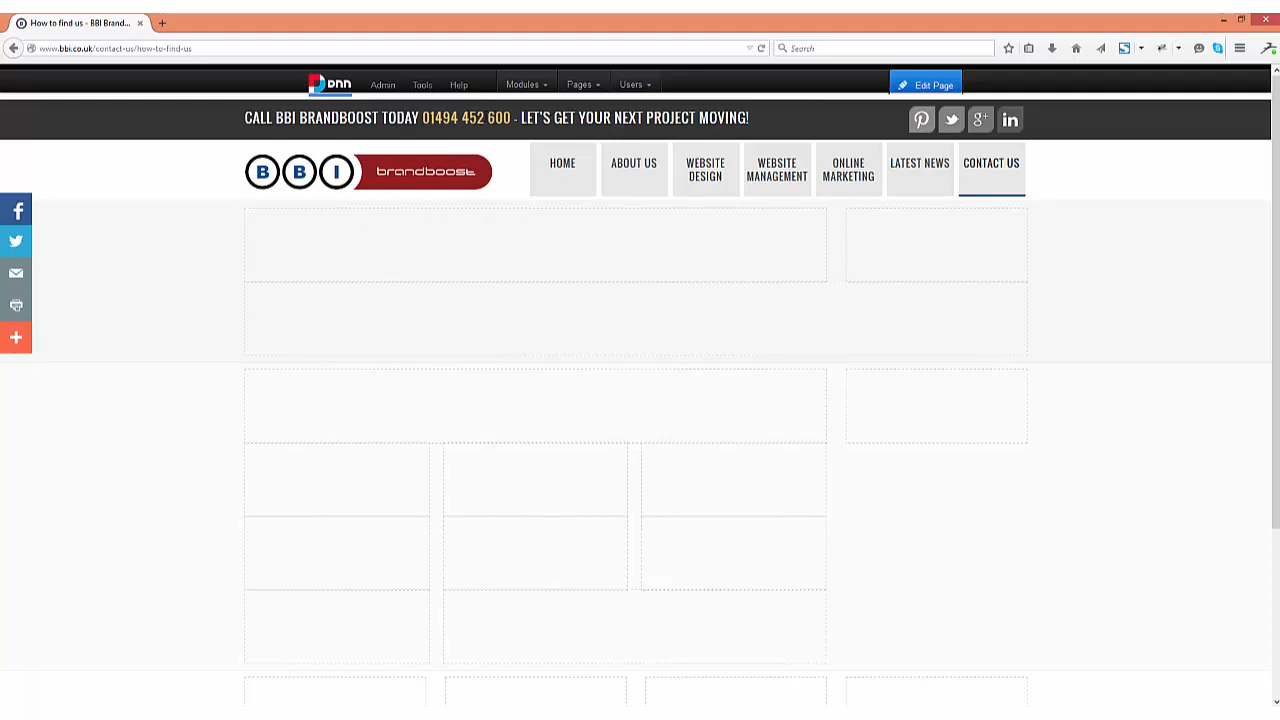 How to find us - BBI Brand...
www.bbi.co.uk/contact-us/how-to-find-us
Search
DNN Admin Tools Help Modules Pages Users Edit Page
CALL BBI BRANDBOOST TODAY 01494 452 600 - LET'S GET YOUR NEXT PROJECT MOVING!
B B I brandboost
HOME
ABOUT US
WEBSITE
DESIGN
WEBSITE
MANAGEMENT
ONLINE
MARKETING
LATEST NEWS
CONTACT US